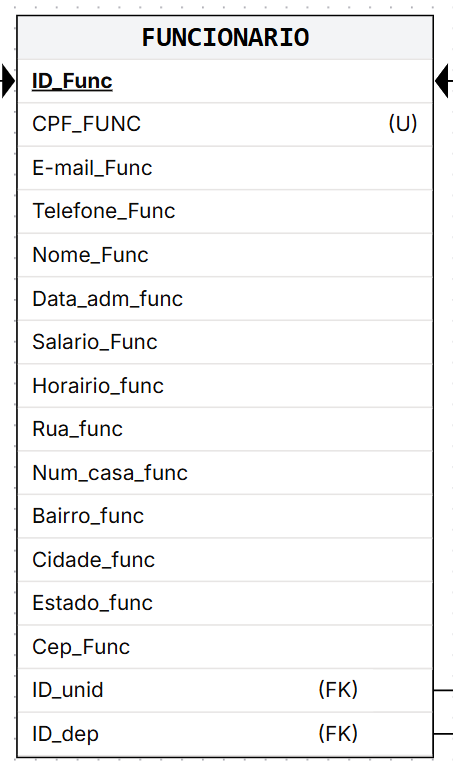 FUNCIONARIO
ID_Func
CPF_FUNC (U)
E-mail_Func
Telefone_Func
Nome_Func
Data_adm_func
Salario_Func
Horairio_func
Rua_func
Num_casa_func
Bairro_func
Cidade_func
Estado_func
Cep_Func
ID_unid (FK)
ID_dep (FK)